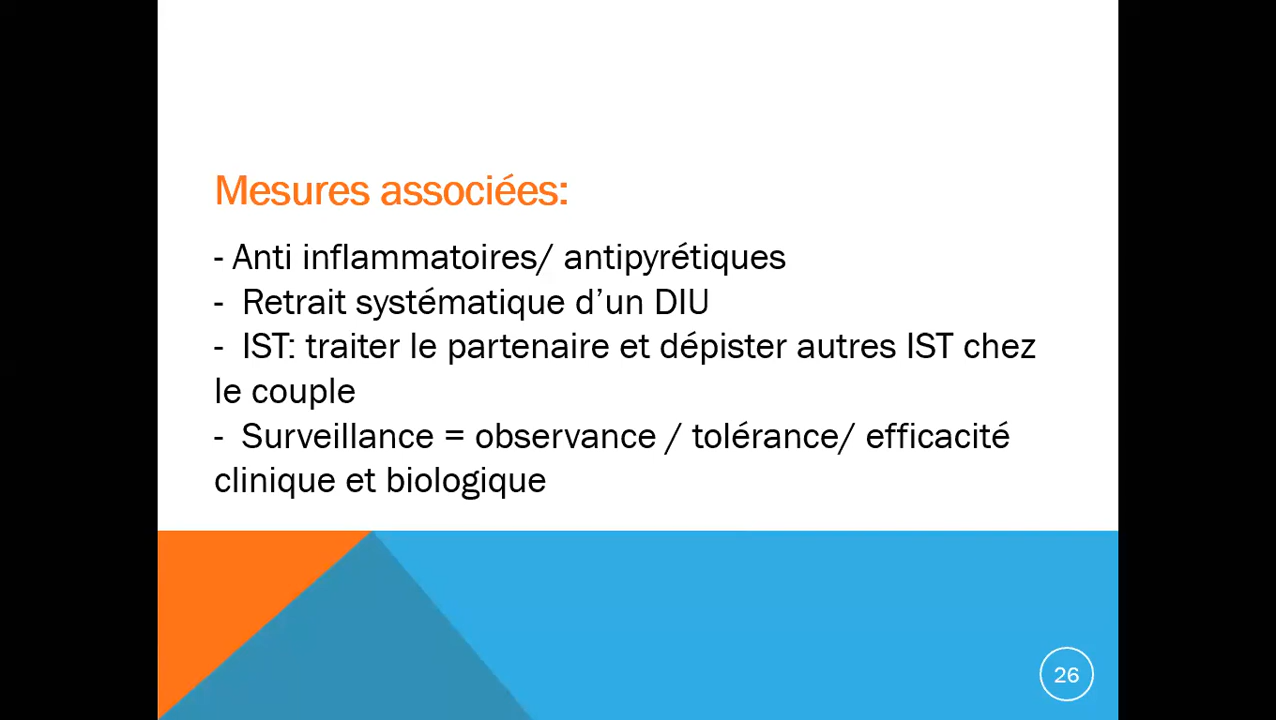 Mesures associées:
- Anti inflammatoires/ antipyrétiques
- Retrait systématique d’un DIU
- IST: traiter le partenaire et dépister autres IST chez
le couple
- Surveillance = observance / tolérance/ efficacité
clinique et biologique
26